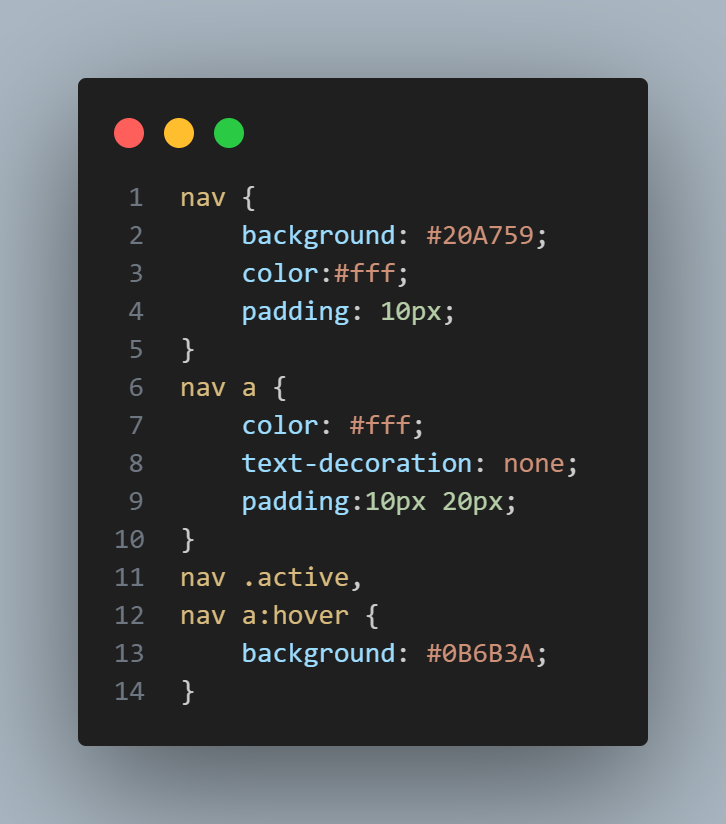 1 nav {
2     background: #20A759;
3     color:#fff;
4     padding: 10px;
5 }
6 nav a {
7     color: #fff;
8     text-decoration: none;
9     padding:10px 20px;
10 }
11 nav .active,
12 nav a:hover {
13     background: #0B6B3A;
14 }